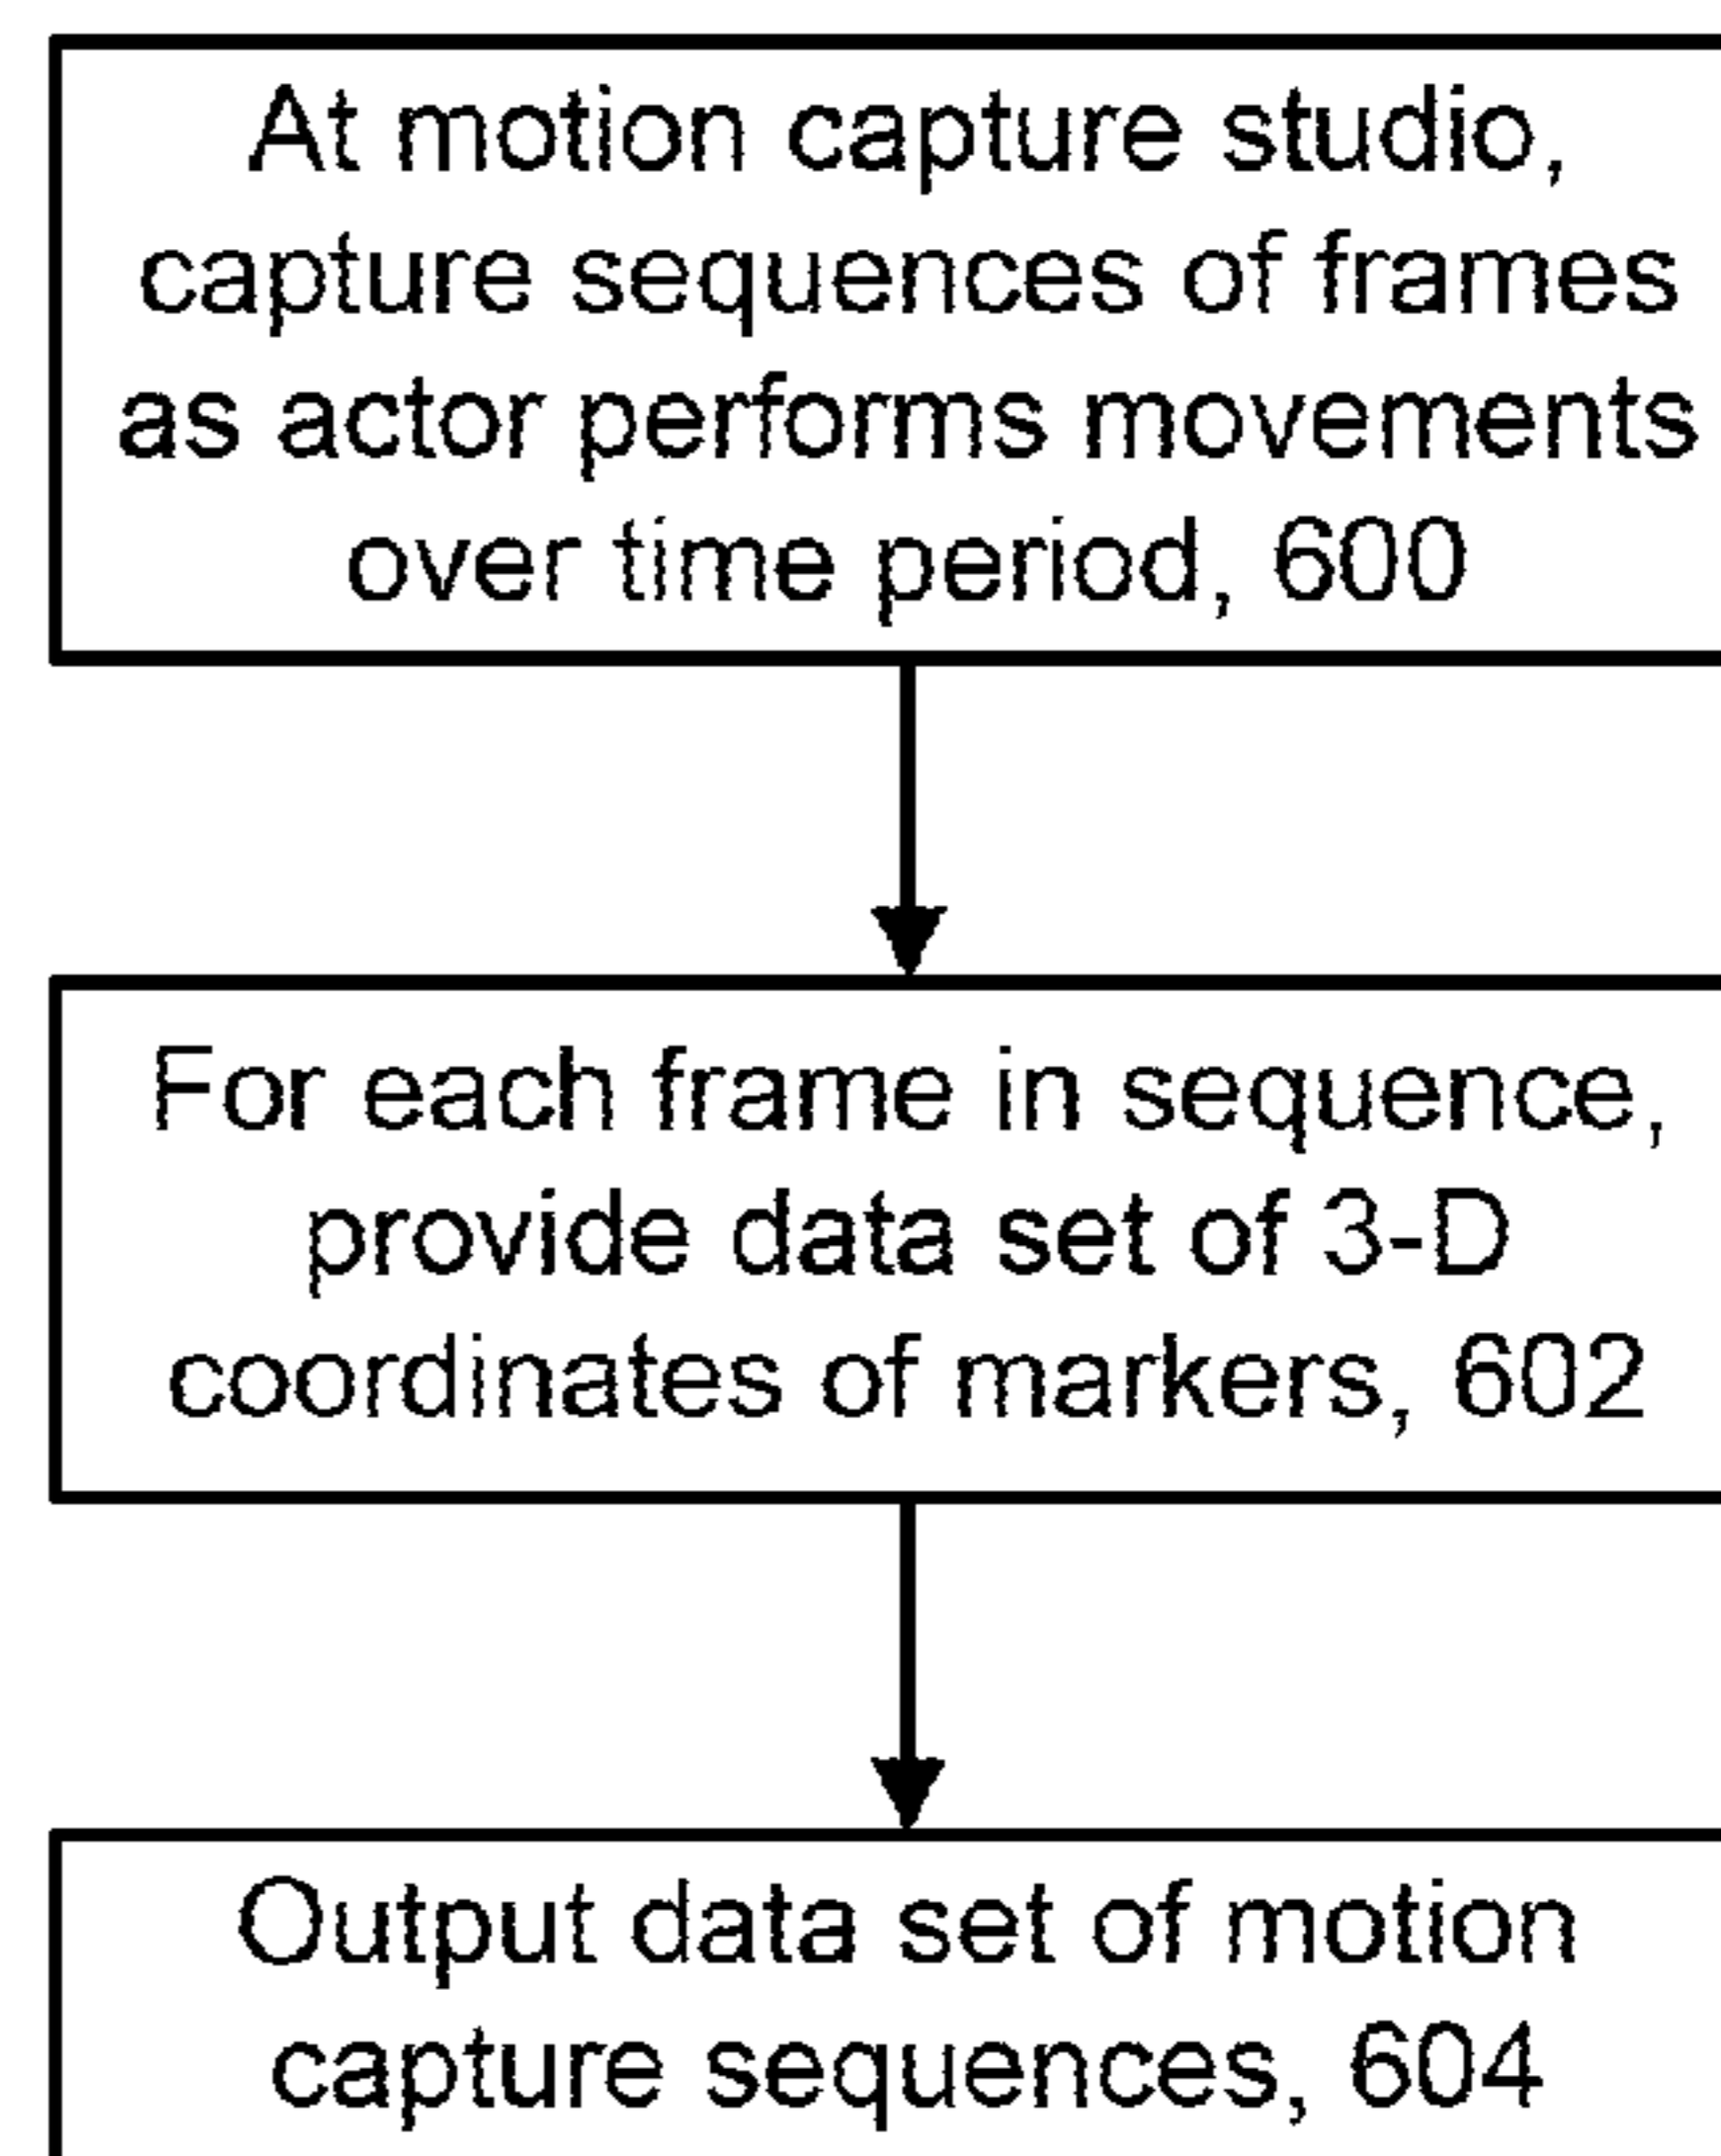 At motion capture studio,
capture sequences of frames
as actor performs movements
over time period, 600
For each frame in sequence,
provide data set of 3-D
coordinates of markers, 602
Output data set of motion
capture sequences, 604